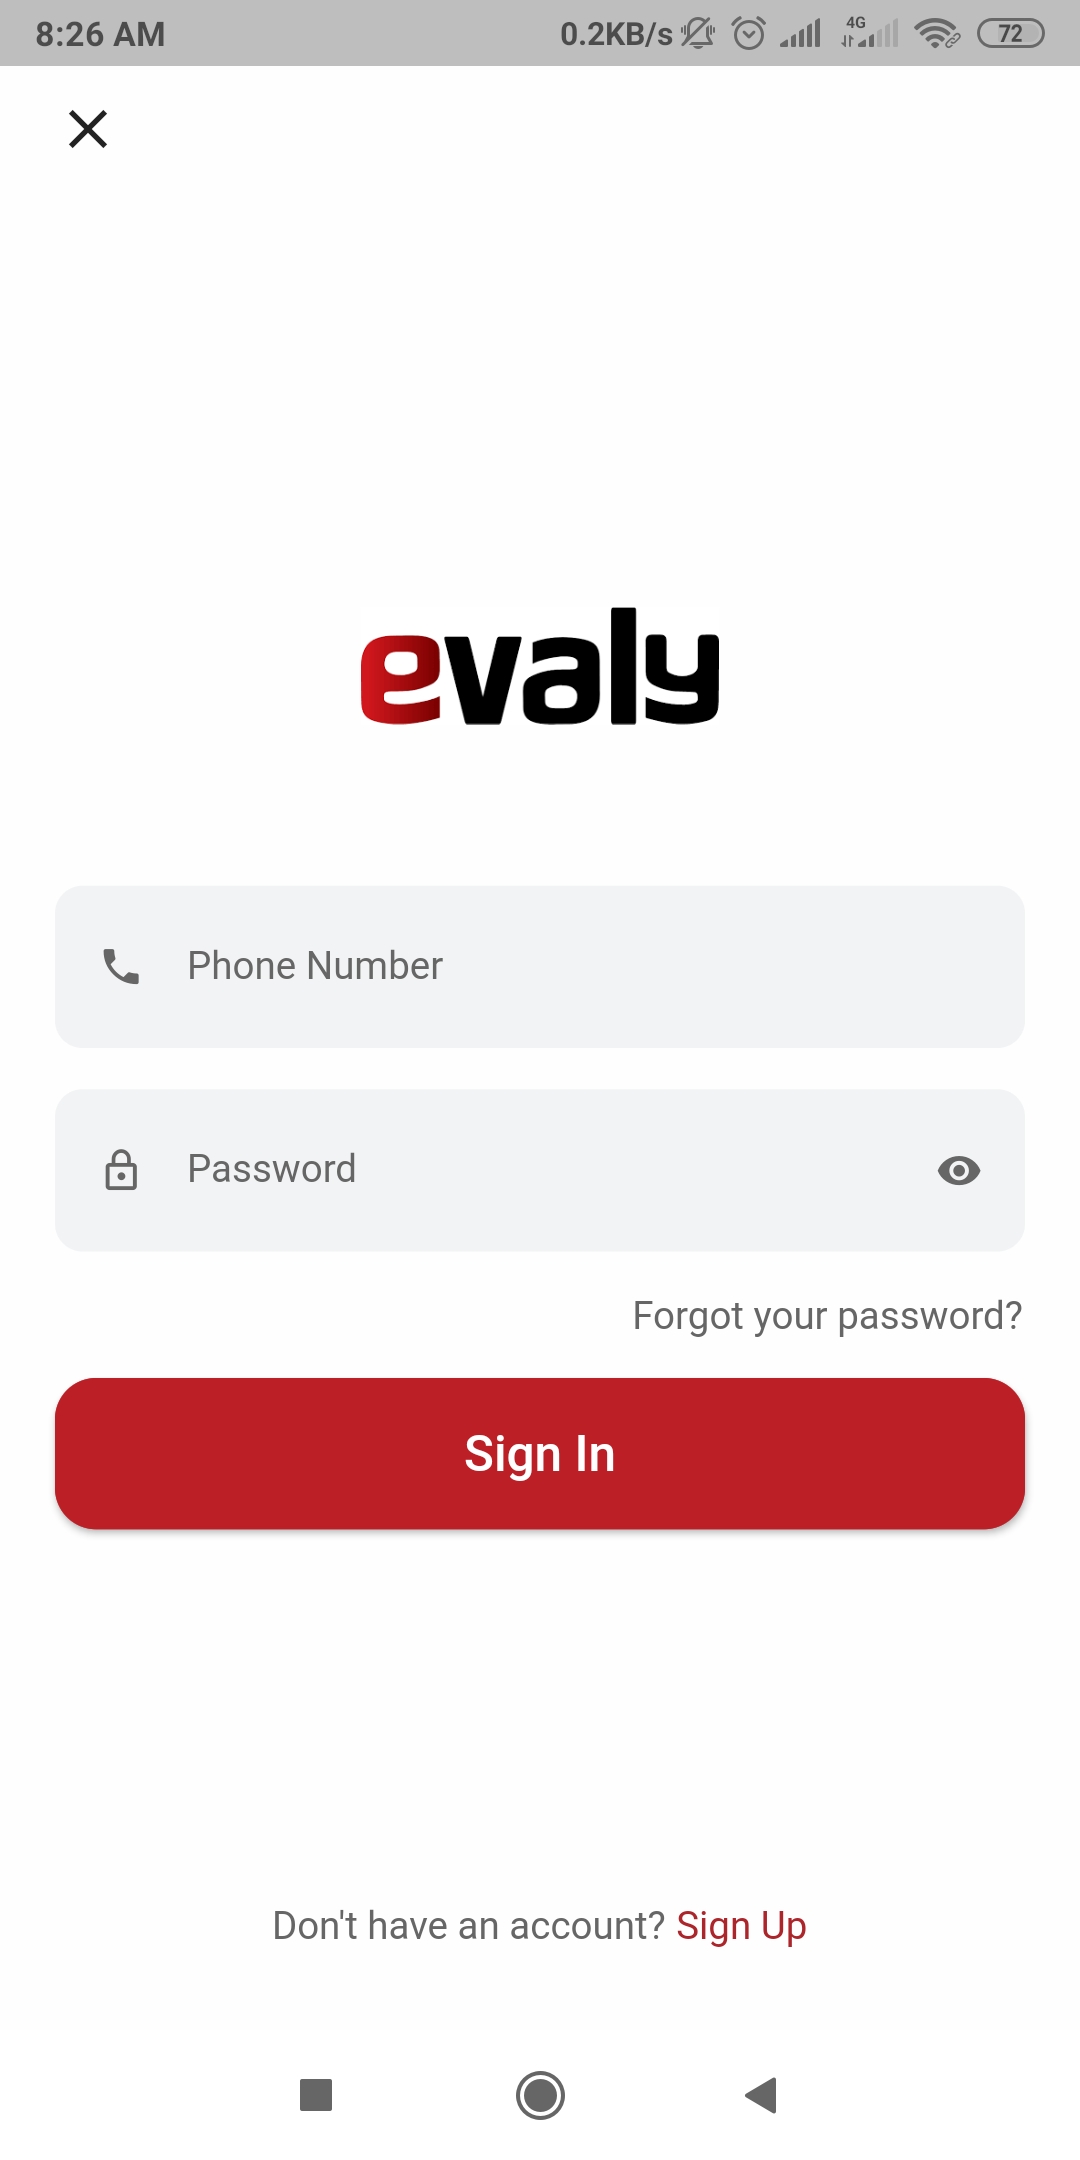 8:26 AM 0.2KB/s 4G 72
evaly
Phone Number
Password
Forgot your password?
Sign In
Don't have an account? Sign Up